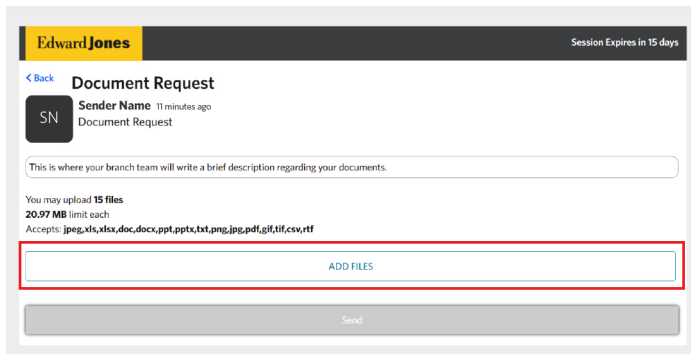 Edward Jones
Session Expires in 15 days
Back
Document Request
SN
Sender Name 11 minutes ago
Document Request
This is where your branch team will write a brief description regarding your documents.
You may upload 15 files
20.97 MB limit each
Accepts: jpeg,xls,xlsx,doc,docx,ppt,pptx,txt,png,jpg,pdf,gif,tif,csv,rtf
ADD FILES
Send